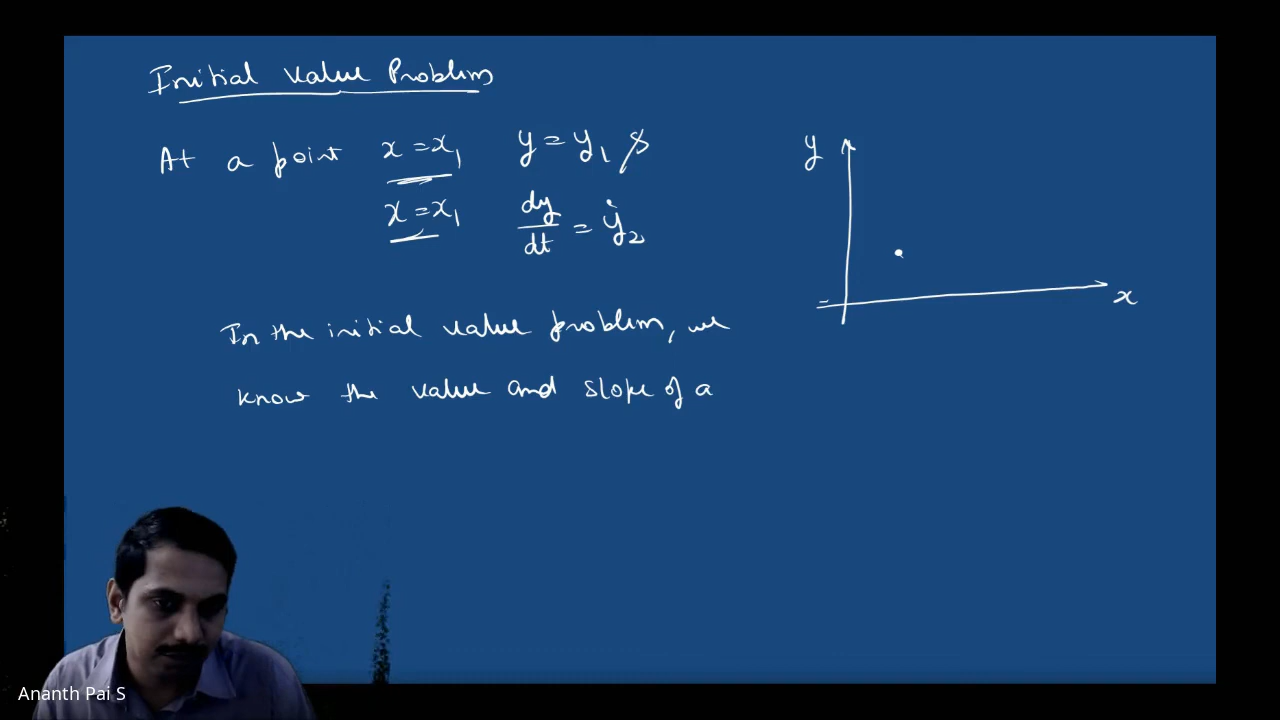 Initial Value Problem
At a point x = x₁ y = y₁ &
x = x₁ dy/dt = ẏ₂
y
x
In the initial value problem, we
know the value and slope of a
Ananth Pai S